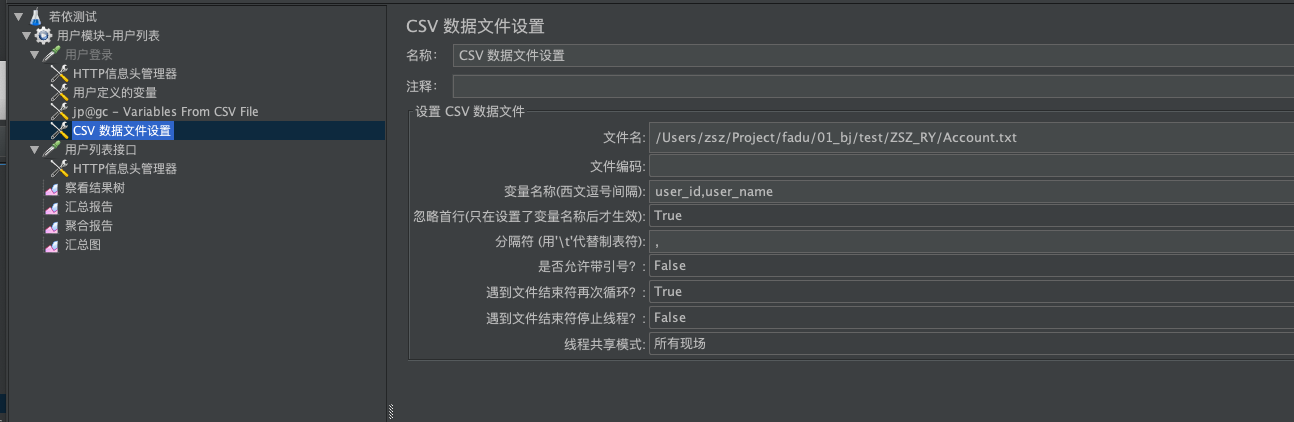 若依测试
用户模块-用户列表
用户登录
HTTP信息头管理器
用户定义的变量
jp@gc - Variables From CSV File
CSV 数据文件设置
用户列表接口
HTTP信息头管理器
察看结果树
汇总报告
聚合报告
汇总图
CSV 数据文件设置
名称: CSV 数据文件设置
注释:
设置 CSV 数据文件
文件名: /Users/zsz/Project/fadu/01_bj/test/ZSZ_RY/Account.txt
文件编码:
变量名称(西文逗号间隔): user_id,user_name
忽略首行(只在设置了变量名称后才生效): True
分隔符 (用'\t'代替制表符): ,
是否允许带引号? : False
遇到文件结束符再次循环? : True
遇到文件结束符停止线程? : False
线程共享模式: 所有现场